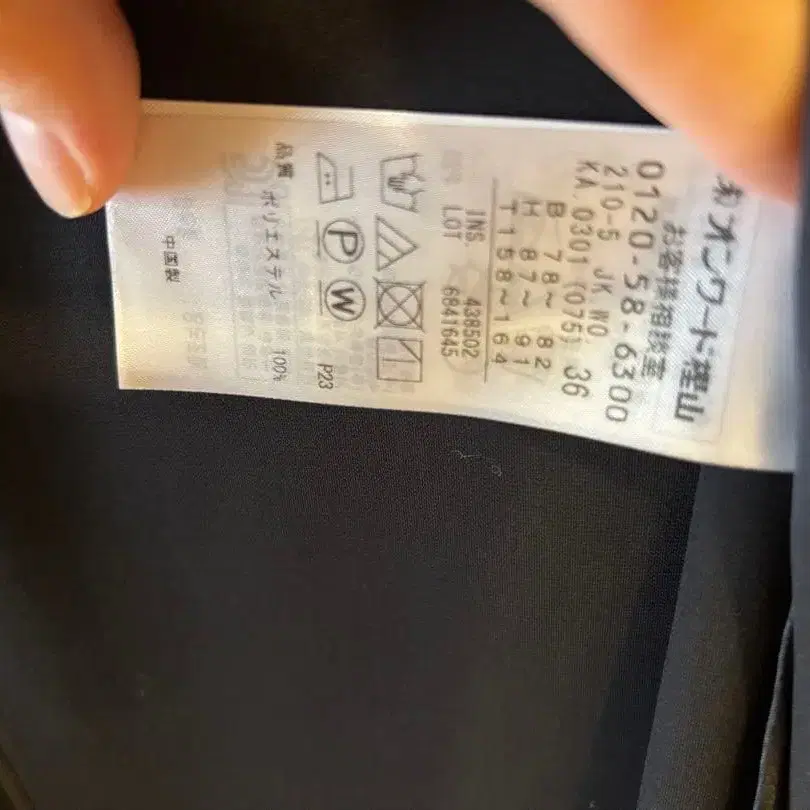 オンワード樫山
お客様相談室
0120-58-6300
210-5 JK.WO.
KA. 0301 (075) 36
B 78~ 82
H 87~ 91
T 158~164
INS. 438502
LOT 6841645
P W
P23
品質 ポリエステル 100%
中国製